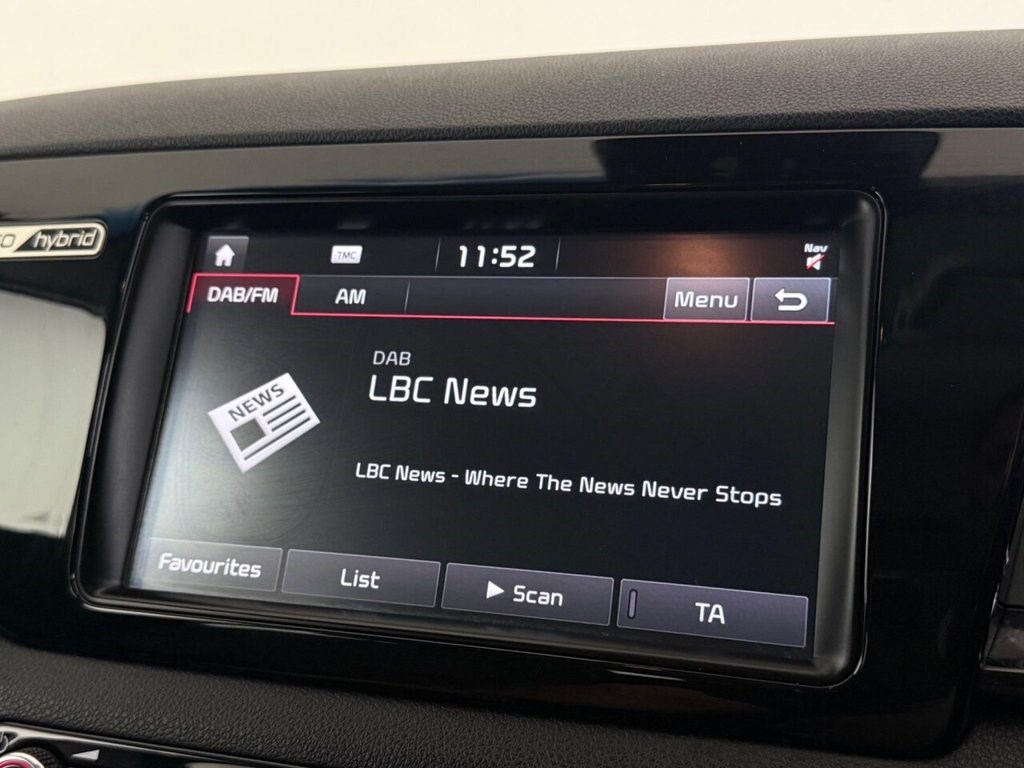 hybrid
TMC
11:52
Nav
DAB/FM
AM
Menu
NEWS
DAB
LBC News
LBC News - Where The News Never Stops
Favourites
List
Scan
TA